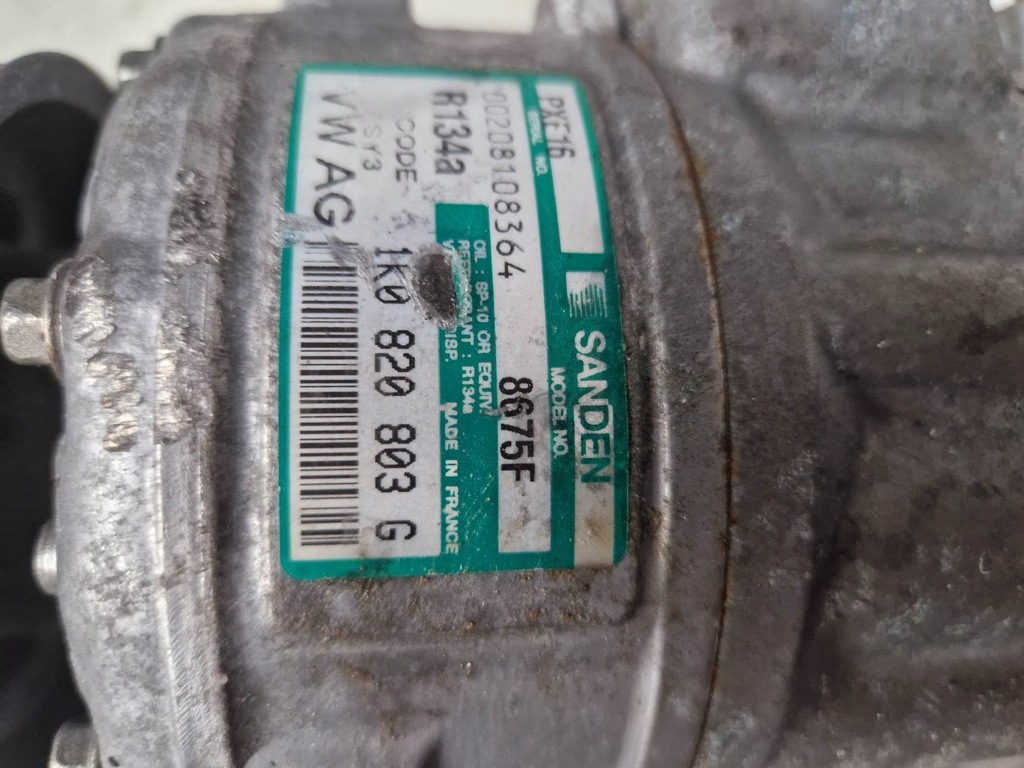 PXE16 SANDEN
SERIAL NO. MODEL NO.
00208108364 8675F
R134a OIL : SP-10 OR EQUIV
: R134a
DISP. MADE IN FRANCE
CODE 1K0 820 803 G
SY3
VW AG